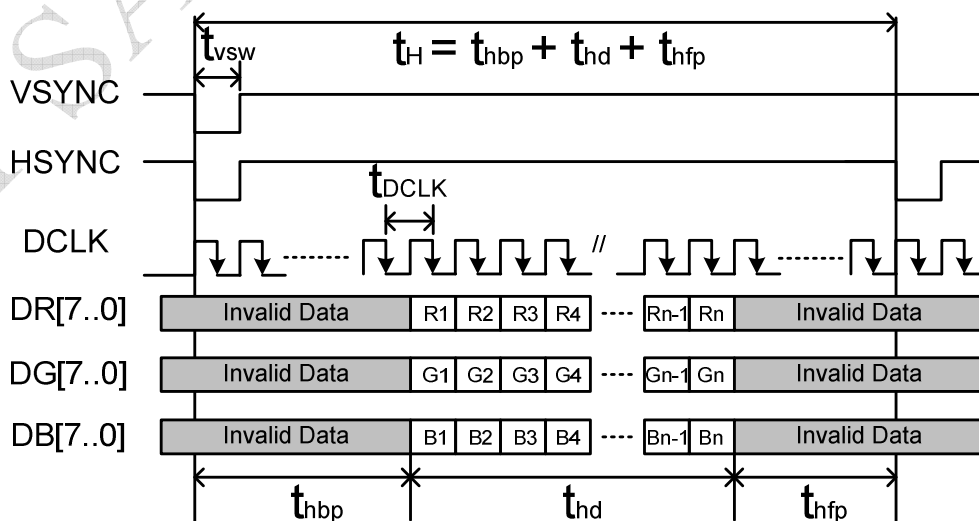 tvsw
tH = thbp + thd + thfp
VSYNC
HSYNC
tDCLK
DCLK //
DR[7..0] Invalid Data R1 R2 R3 R4 Rn-1 Rn Invalid Data
DG[7..0] Invalid Data G1 G2 G3 G4 Gn-1 Gn Invalid Data
DB[7..0] Invalid Data B1 B2 B3 B4 Bn-1 Bn Invalid Data
thbp thd thfp